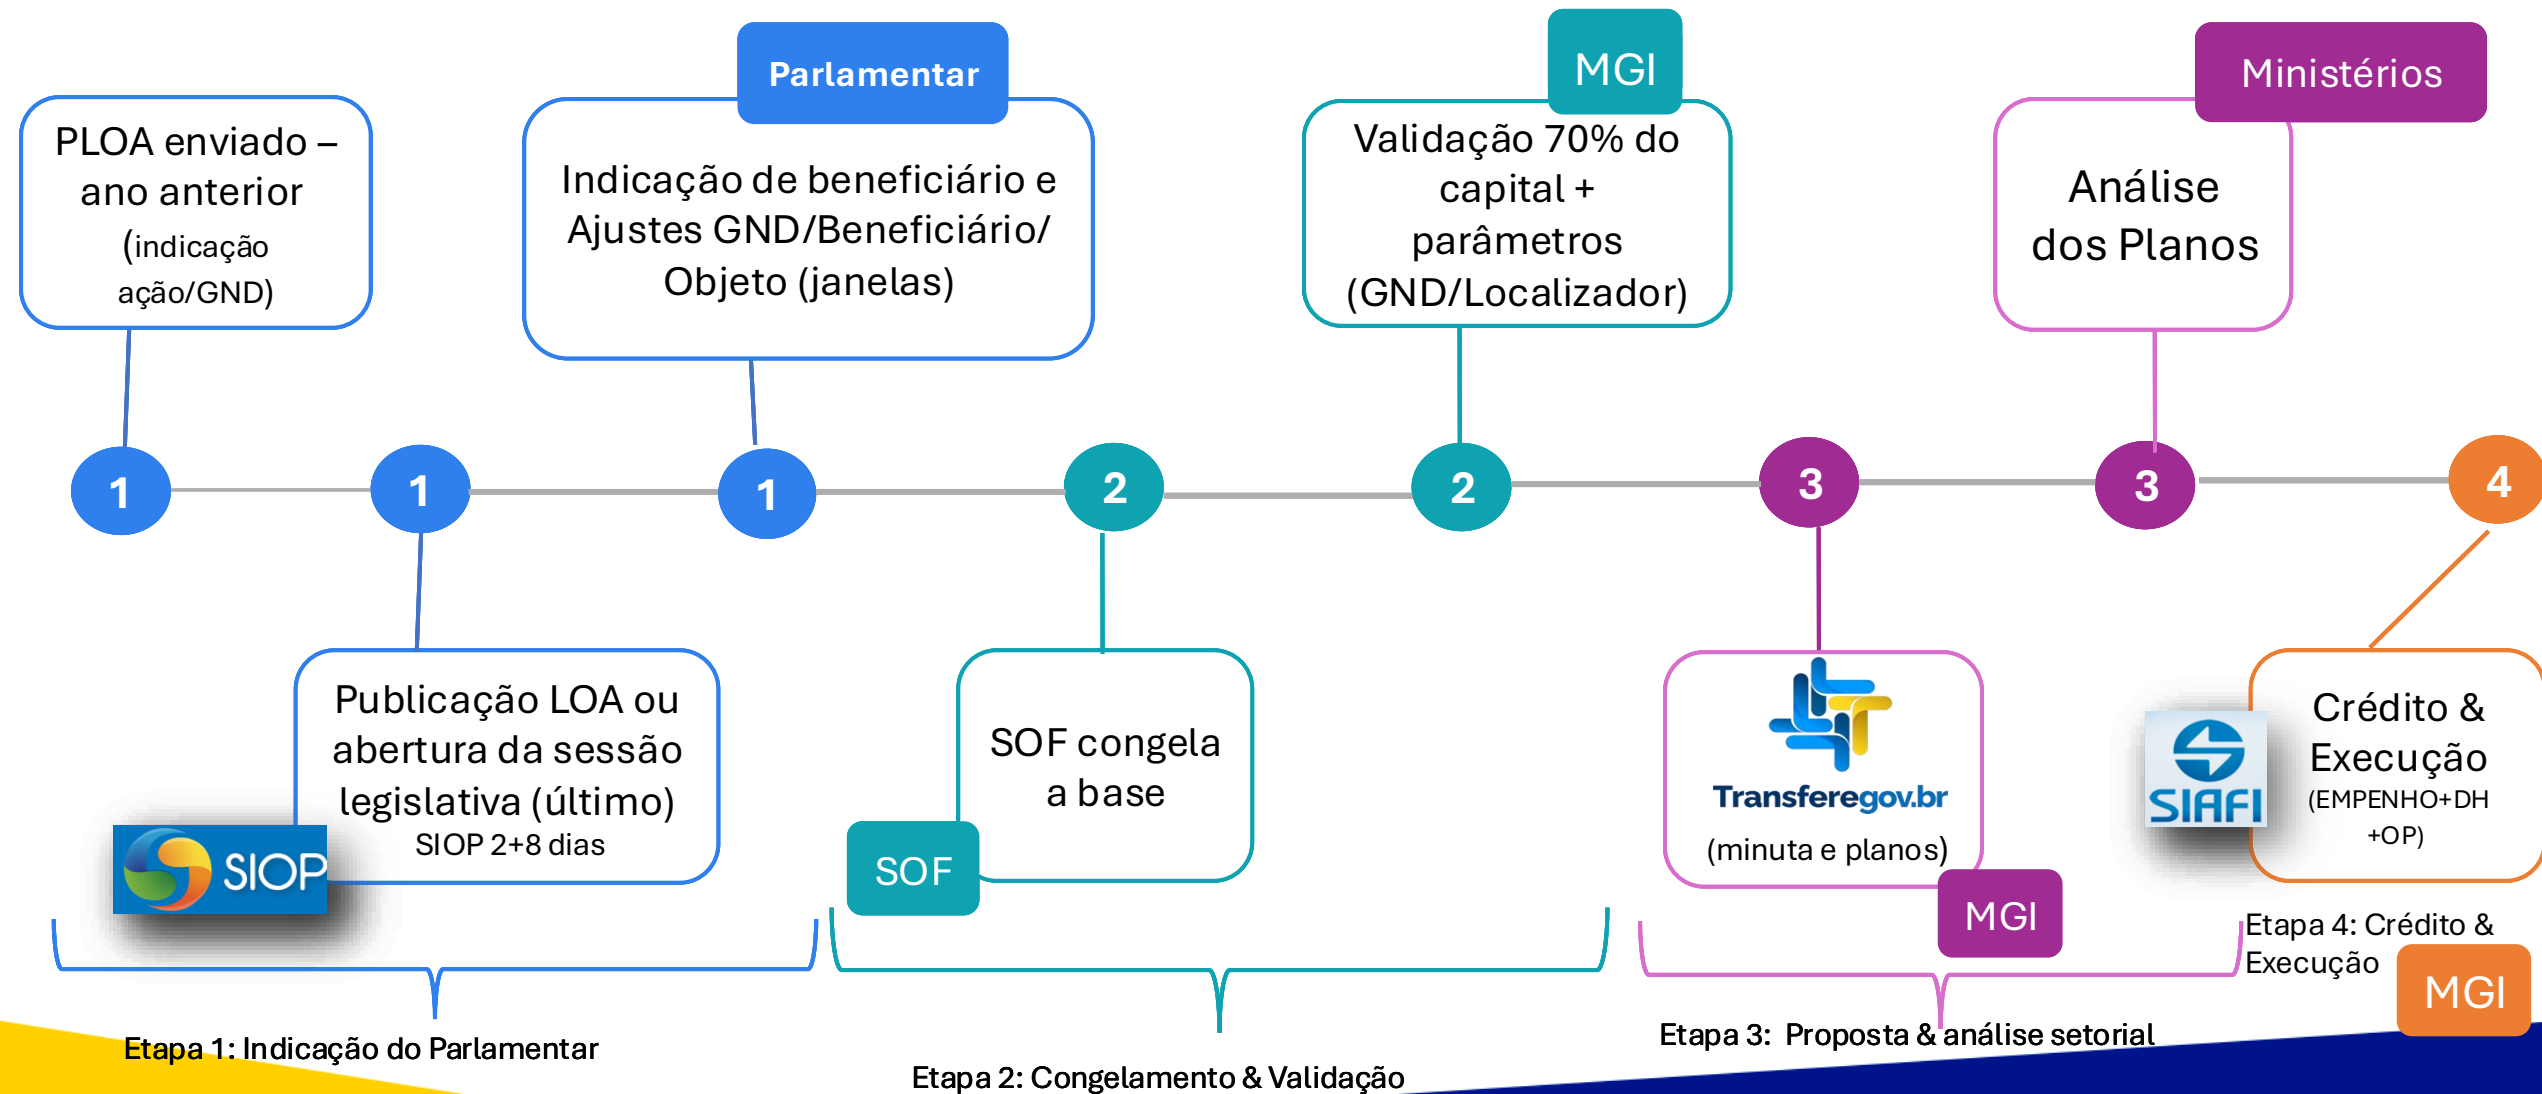 PLOA enviado –
ano anterior
(indicação
ação/GND)
Parlamentar
Indicação de beneficiário e
Ajustes GND/Beneficiário/
Objeto (janelas)
MGI
Validação 70% do
capital +
parâmetros
(GND/Localizador)
Ministérios
Análise
dos Planos
1
1
1
2
2
3
3
4
Publicação LOA ou
abertura da sessão
legislativa (último)
SIOP 2+8 dias
SIOP
SOF congela
a base
SOF
Transferegov.br
(minuta e planos)
MGI
Crédito &
Execução
(EMPENHO+DH
+OP)
SIAFI
Etapa 1: Indicação do Parlamentar
Etapa 2: Congelamento & Validação
Etapa 3: Proposta & análise setorial
Etapa 4: Crédito &
Execução
MGI